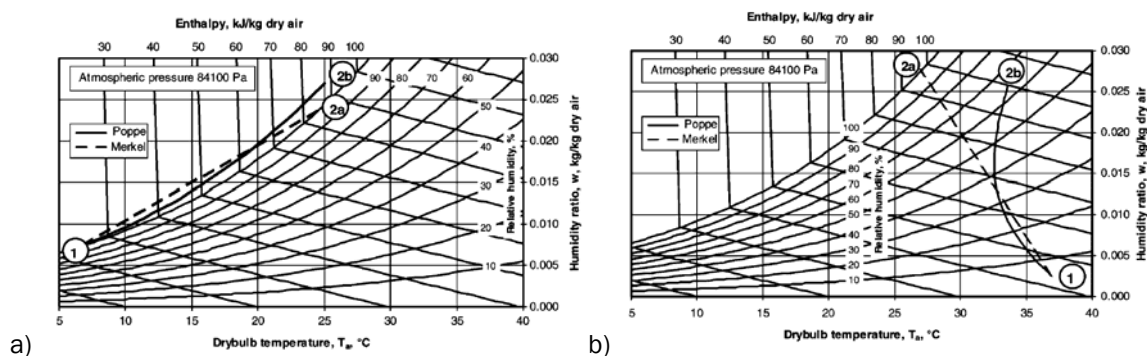 Enthalpy, kJ/kg dry air
30 40 50 60 70 80 90 100
Atmospheric pressure 84100 Pa
Poppe
Merkel
2b
2a
1
90 80 70 60
50
40
30
20
10
Relative humidity, %
0.030
0.025
0.020
0.015
0.010
0.005
0.000
Humidity ratio, w, kg/kg dry air
5 10 15 20 25 30 35 40
Drybulb temperature, Ta, °C
a)
Enthalpy, kJ/kg dry air
30 40 50 60 70 80 90 100
Atmospheric pressure 84100 Pa
Poppe
Merkel
2a
2b
1
100
90
80
70
60
50
40
30
20
10
Relative humidity, %
0.030
0.025
0.020
0.015
0.010
0.005
0.000
Humidity ratio, w, kg/kg dry air
5 10 15 20 25 30 35 40
Drybulb temperature, Ta, °C
b)